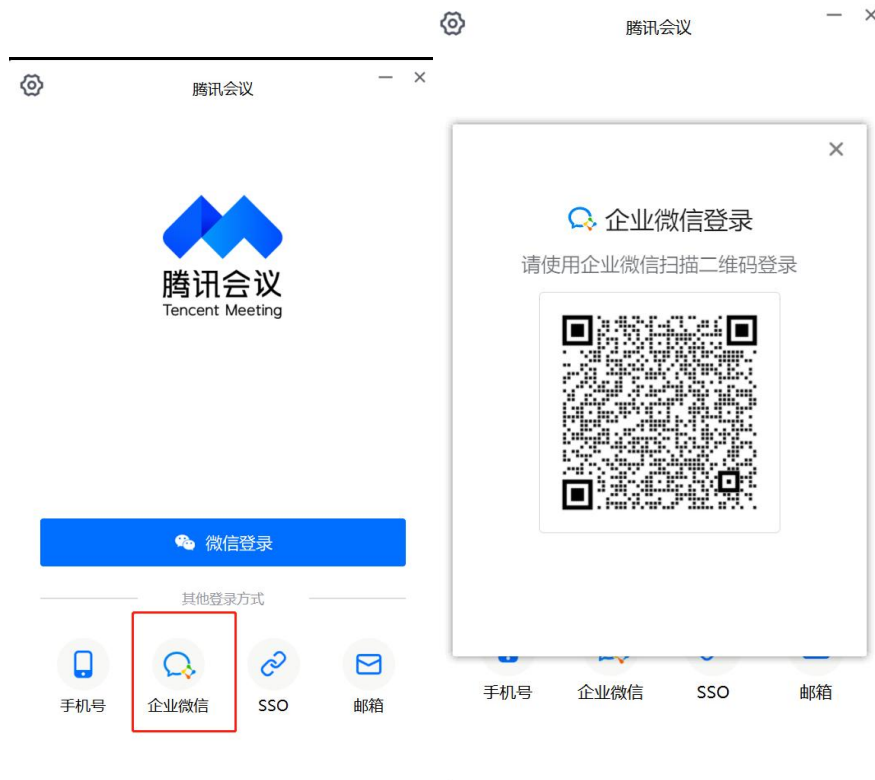 腾讯会议
腾讯会议
Tencent Meeting
微信登录
其他登录方式
手机号
企业微信
SSO
邮箱
腾讯会议
企业微信登录
请使用企业微信扫描二维码登录
手机号
企业微信
SSO
邮箱